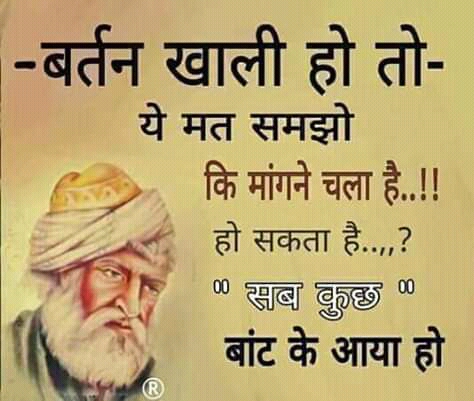 -बर्तन खाली हो तो-
ये मत समझो
कि मांगने चला है..!!
हो सकता है..,,?
" सब कुछ "
बांट के आया हो
®